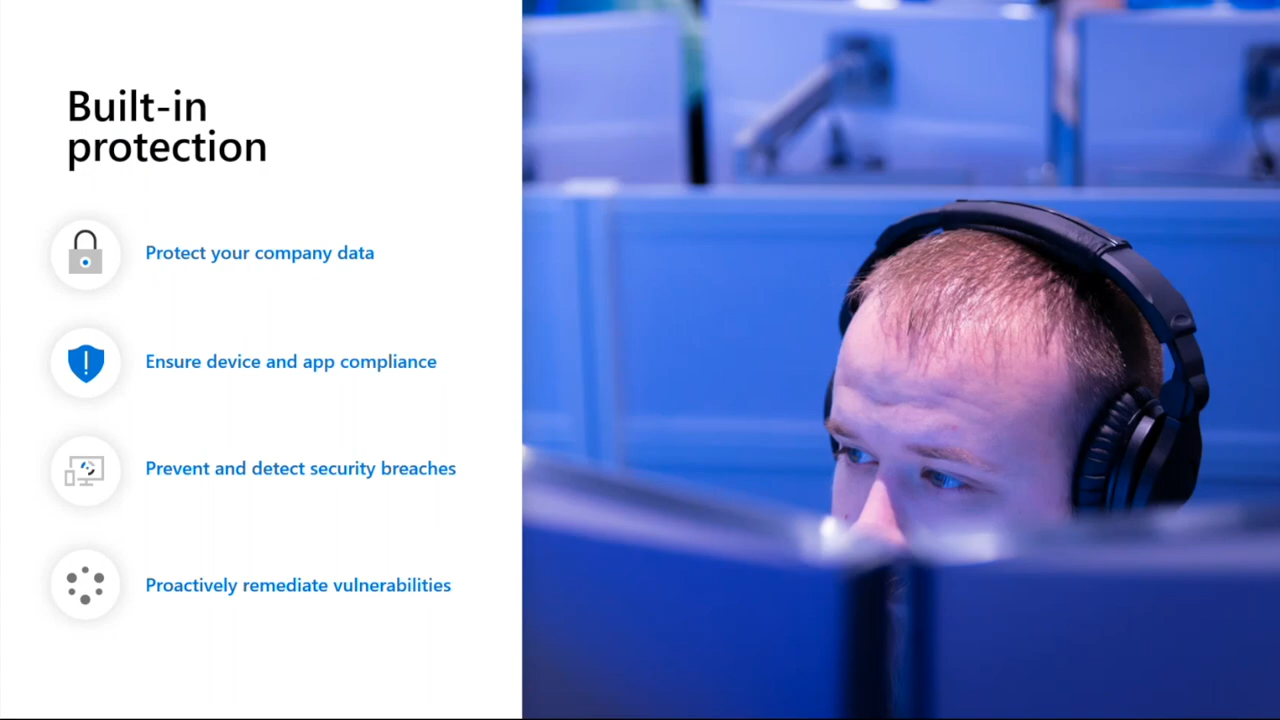 Built-in
protection
Protect your company data
Ensure device and app compliance
Prevent and detect security breaches
Proactively remediate vulnerabilities